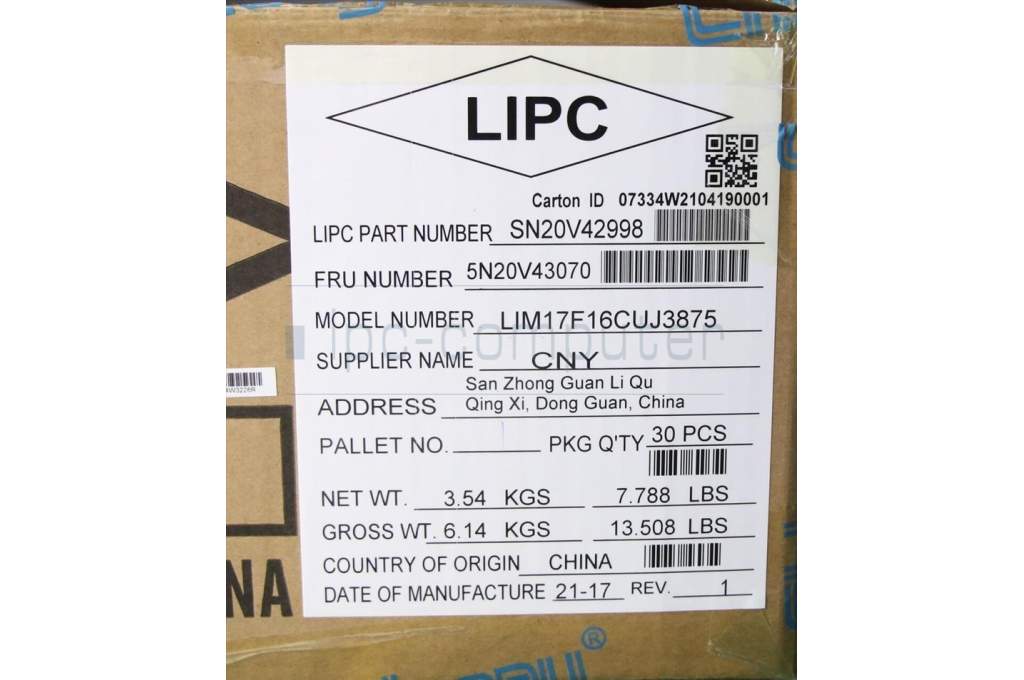 LIPC
Carton ID 07334W2104190001
LIPC PART NUMBER SN20V42998
FRU NUMBER 5N20V43070
MODEL NUMBER LIM17F16CUJ3875
ipc-computer
SUPPLIER NAME CNY
San Zhong Guan Li Qu
ADDRESS Qing Xi, Dong Guan, China
PALLET NO. PKG Q'TY 30 PCS
NET WT. 3.54 KGS 7.788 LBS
GROSS WT. 6.14 KGS 13.508 LBS
COUNTRY OF ORIGIN CHINA
DATE OF MANUFACTURE 21-17 REV. 1
NA
®